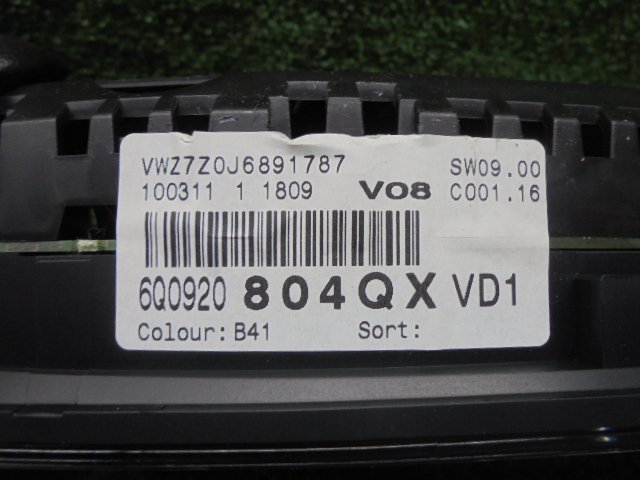 VWZ7Z0J6891787 SW09.00
100311 1 1809 V08 C001.16
6Q0920 804QX VD1
Colour: B41 Sort: